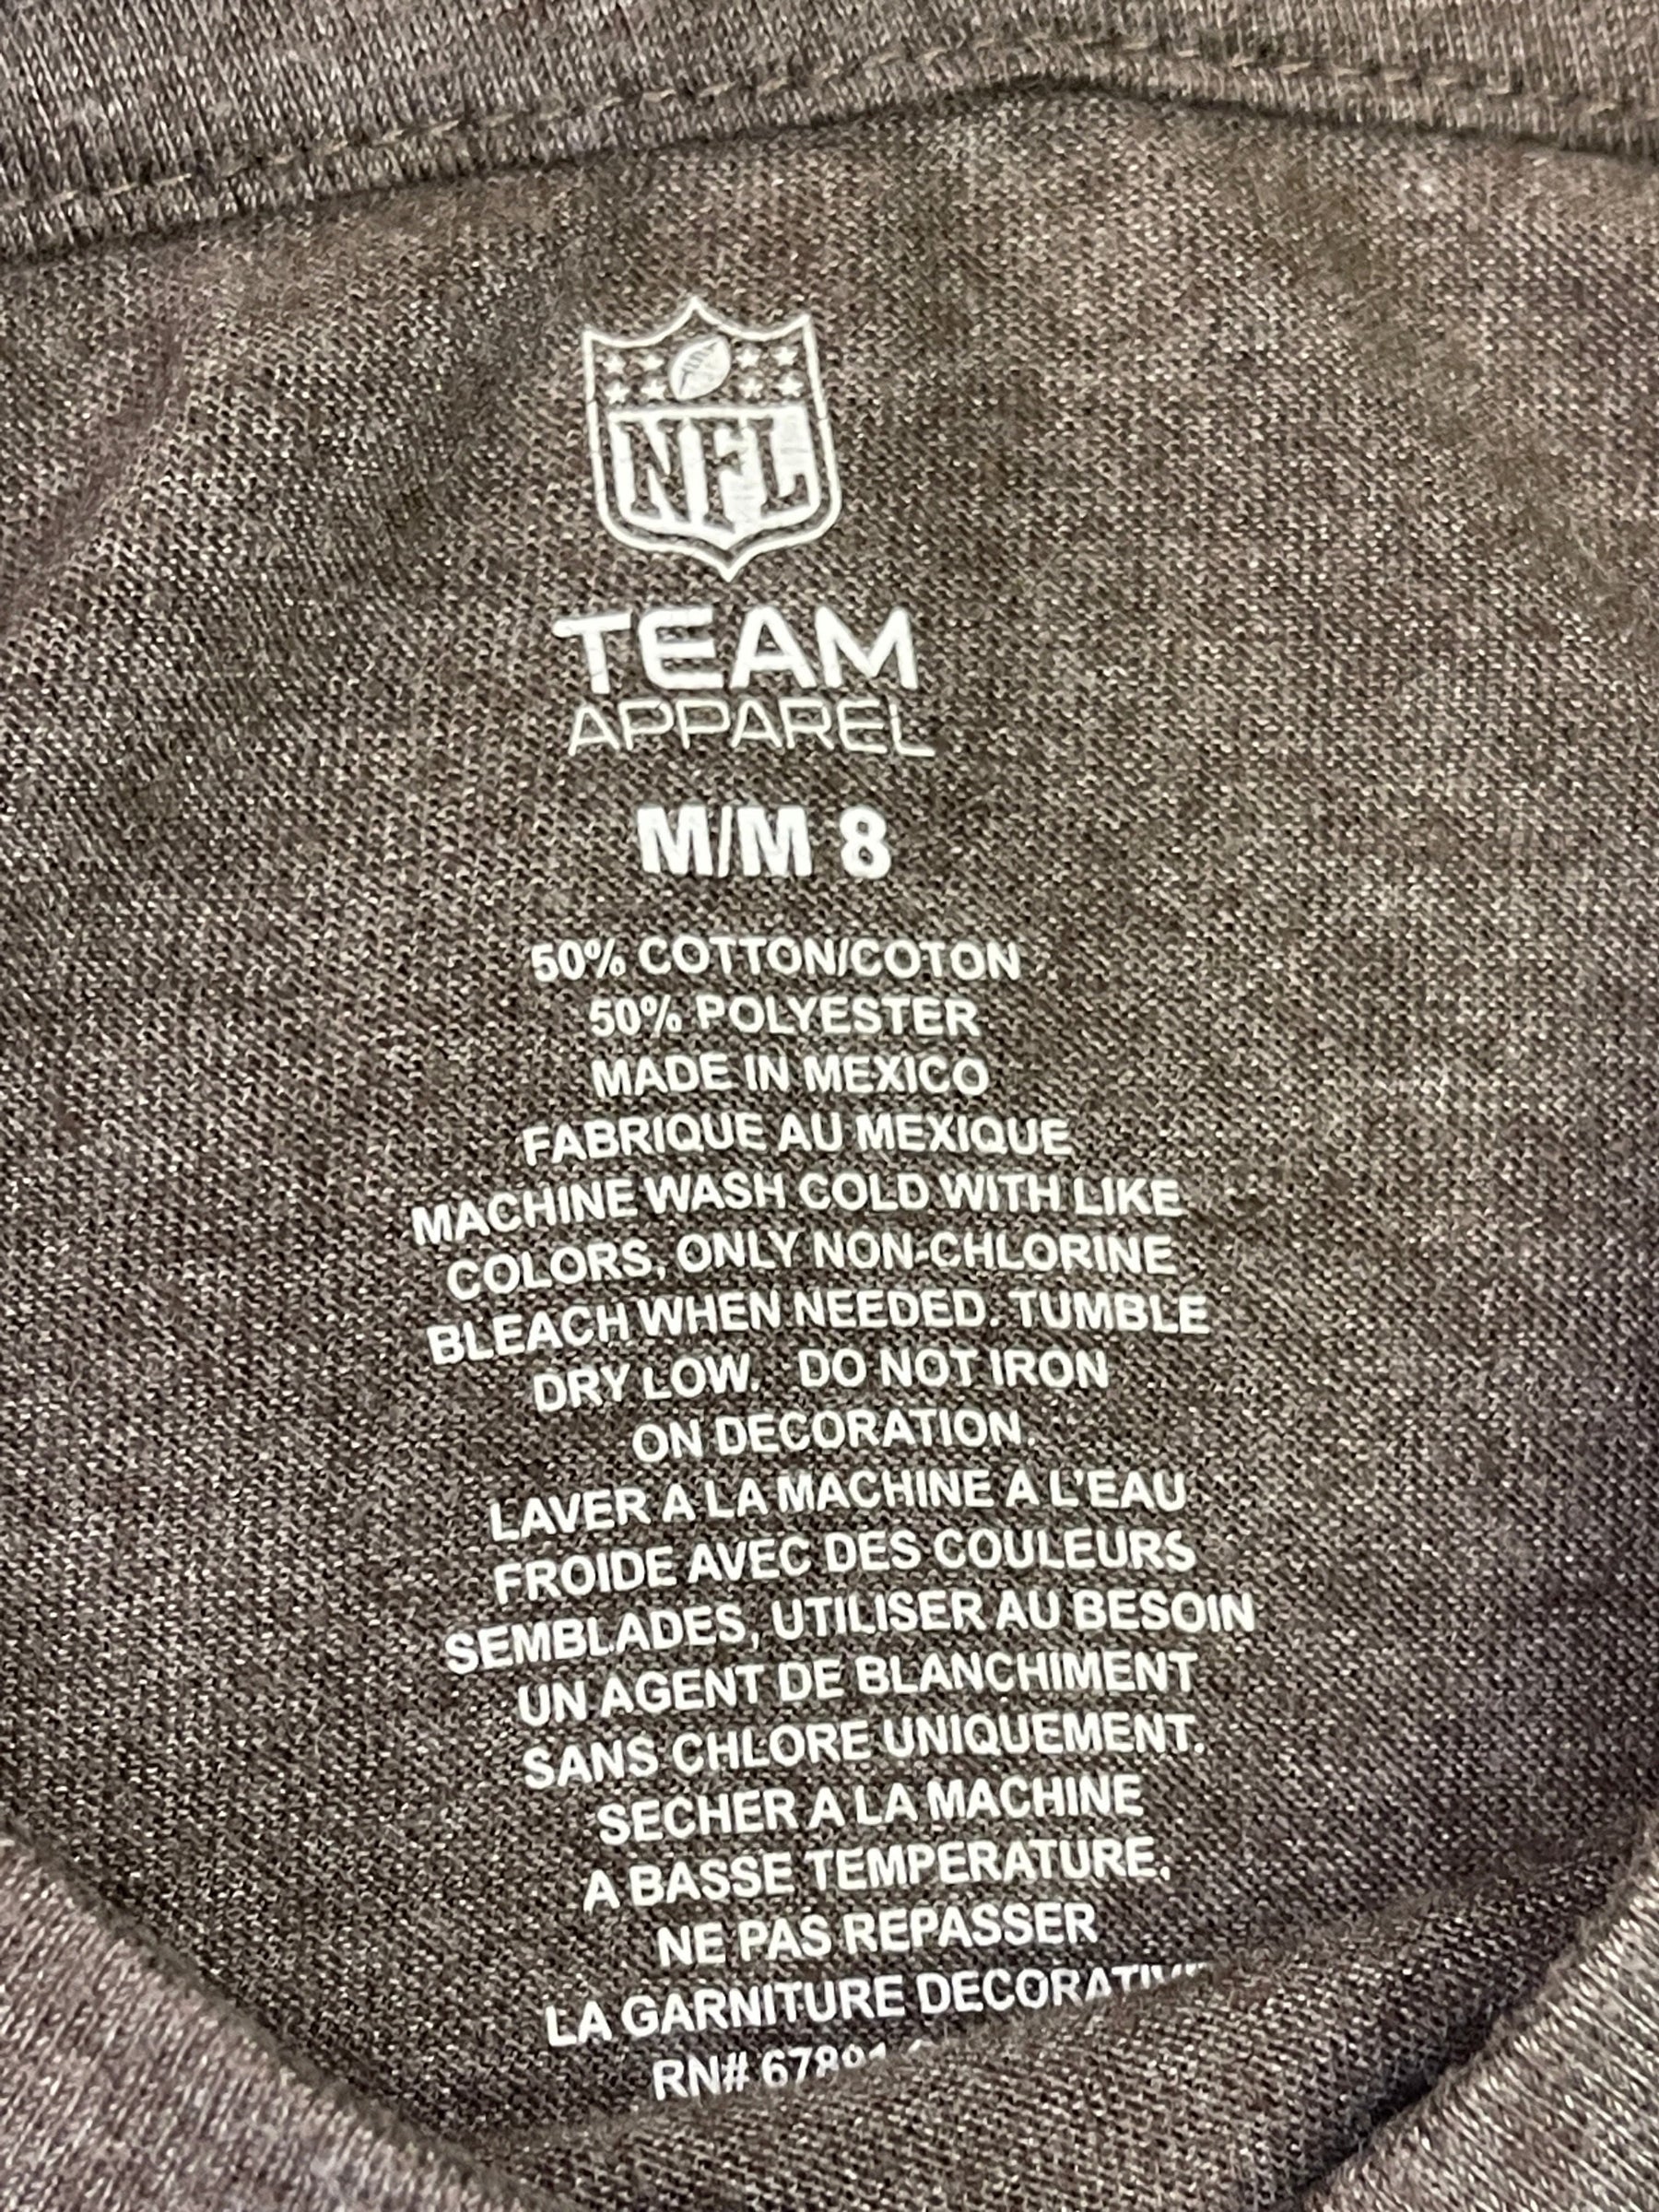 NFL
TEAM
APPAREL
M/M 8
50% COTTON/COTON
50% POLYESTER
MADE IN MEXICO
FABRIQUE AU MEXIQUE
MACHINE WASH COLD WITH LIKE
COLORS, ONLY NON-CHLORINE
BLEACH WHEN NEEDED. TUMBLE
DRY LOW. DO NOT IRON
ON DECORATION.
LAVER A LA MACHINE A L'EAU
FROIDE AVEC DES COULEURS
SEMBLADES, UTILISER AU BESOIN
UN AGENT DE BLANCHIMENT
SANS CHLORE UNIQUEMENT.
SECHER A LA MACHINE
A BASSE TEMPERATURE.
NE PAS REPASSER
LA GARNITURE DECORATIVE
RN#